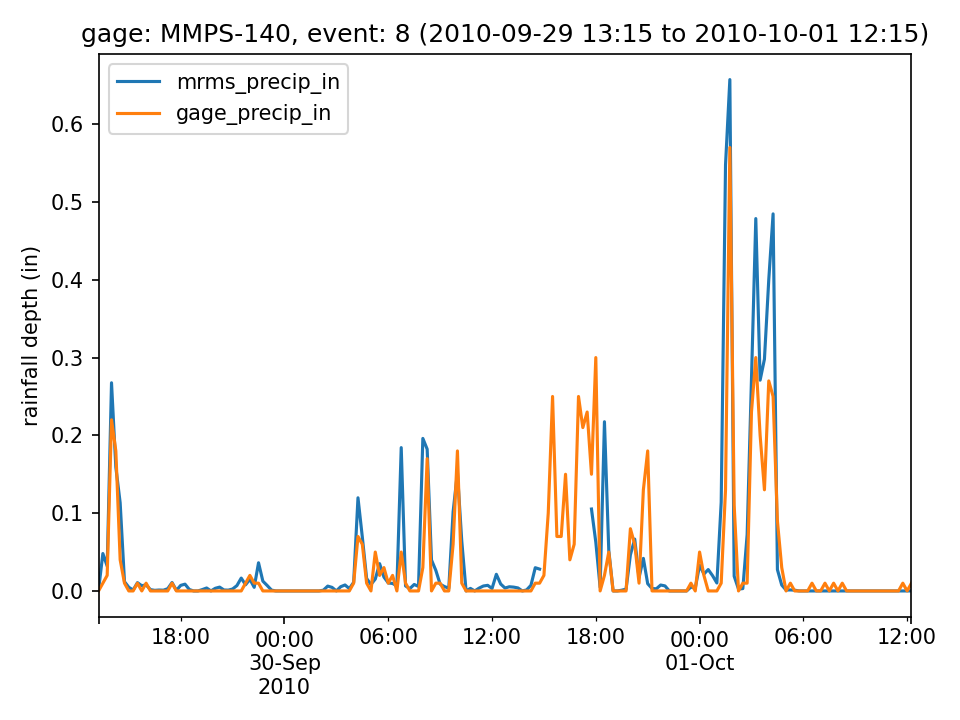 gage: MMPS-140, event: 8 (2010-09-29 13:15 to 2010-10-01 12:15)
mrms_precip_in
gage_precip_in
rainfall depth (in)
0.6
0.5
0.4
0.3
0.2
0.1
0.0
18:00
00:00
30-Sep
2010
06:00
12:00
18:00
00:00
01-Oct
06:00
12:00